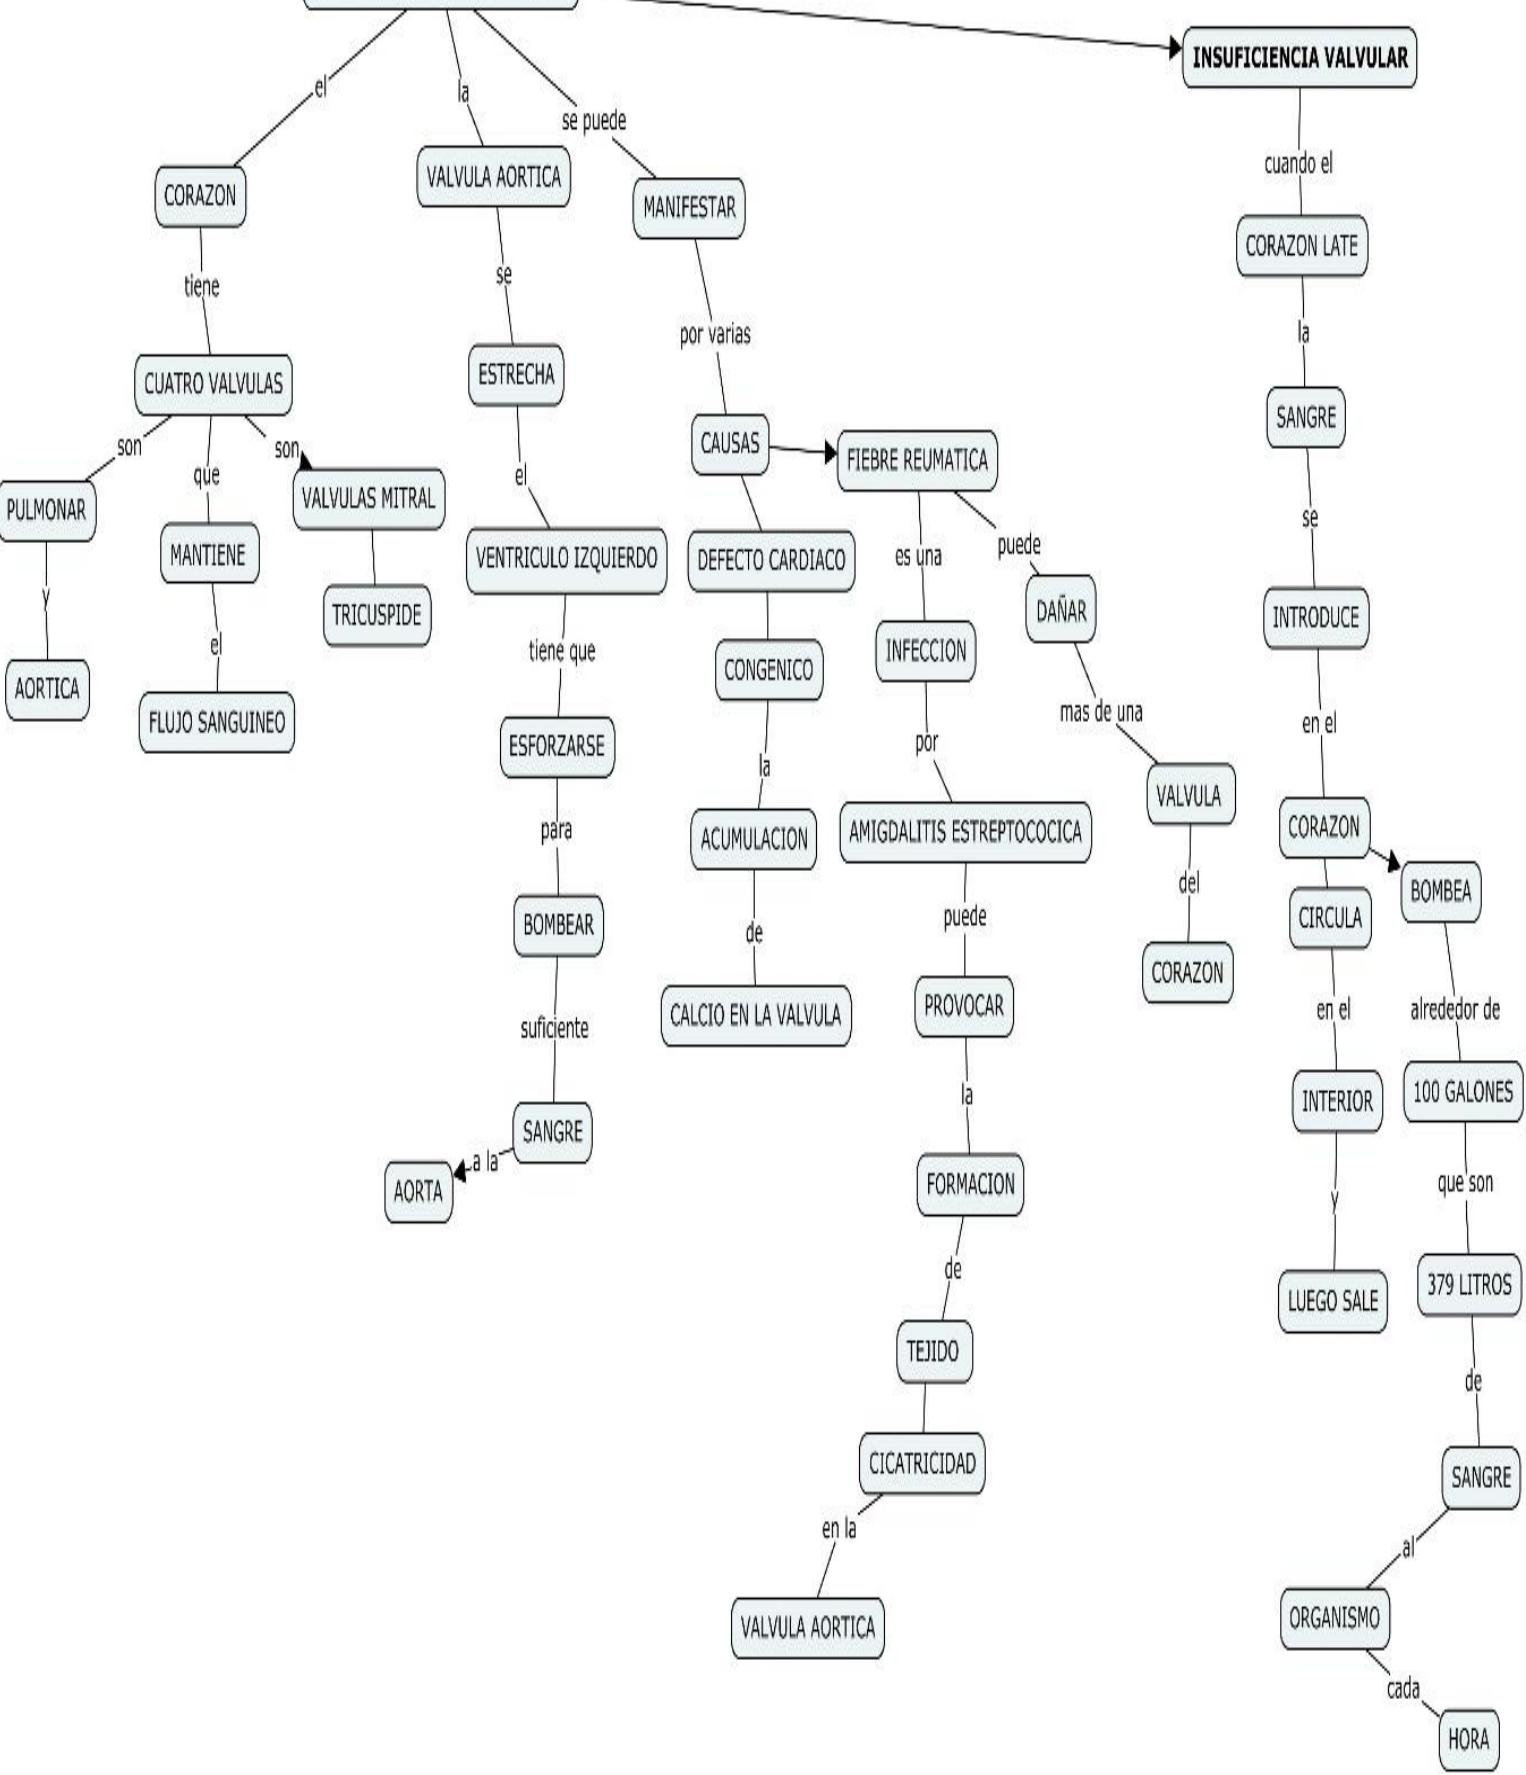 INSUFICIENCIA VALVULAR
el
la
se puede
CORAZON
VALVULA AORTICA
MANIFESTAR
tiene
se
por varias
CUATRO VALVULAS
ESTRECHA
CAUSAS
FIEBRE REUMATICA
son
que
son
el
PULMONAR
MANTIENE
VALVULAS MITRAL
VENTRICULO IZQUIERDO
DEFECTO CARDIACO
es una
puede
y
el
TRICUSPIDE
tiene que
CONGENICO
INFECCION
DAÑAR
AORTICA
FLUJO SANGUINEO
ESFORZARSE
la
por
mas de una
para
ACUMULACION
AMIGDALITIS ESTREPTOCOCICA
VALVULA
BOMBEAR
de
puede
del
suficiente
CALCIO EN LA VALVULA
PROVOCAR
CORAZON
SANGRE
a la
AORTA
la
FORMACION
de
TEJIDO
CICATRICIDAD
en la
VALVULA AORTICA
cuando el
CORAZON LATE
la
SANGRE
se
INTRODUCE
en el
CORAZON
CIRCULA
BOMBEA
en el
alrededor de
INTERIOR
100 GALONES
y
que son
LUEGO SALE
379 LITROS
de
SANGRE
al
ORGANISMO
cada
HORA